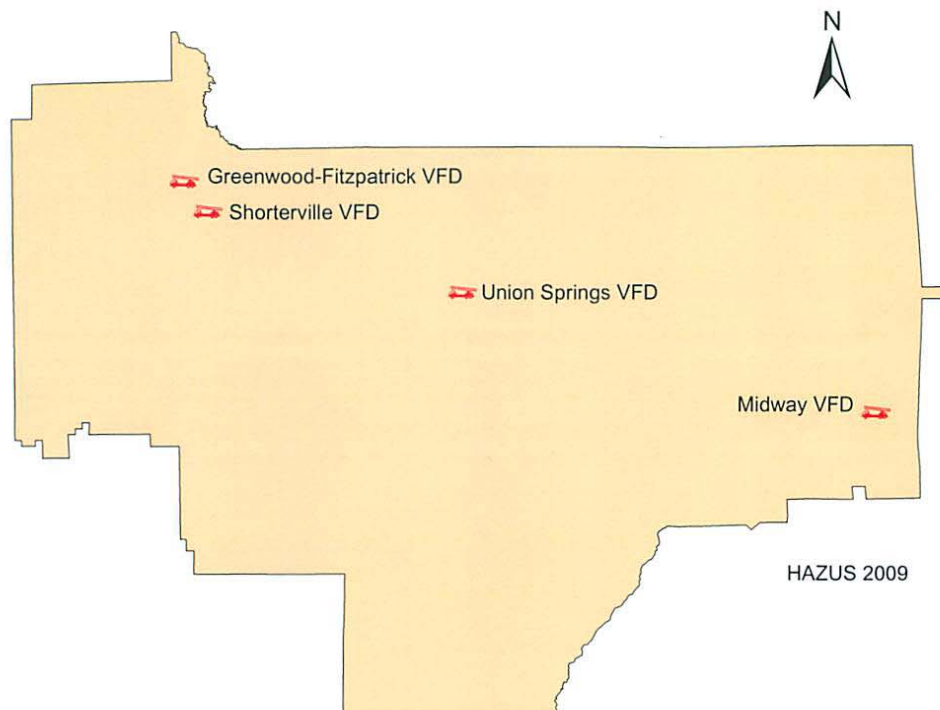 N
Greenwood-Fitzpatrick VFD
Shorterville VFD
Union Springs VFD
Midway VFD
HAZUS 2009